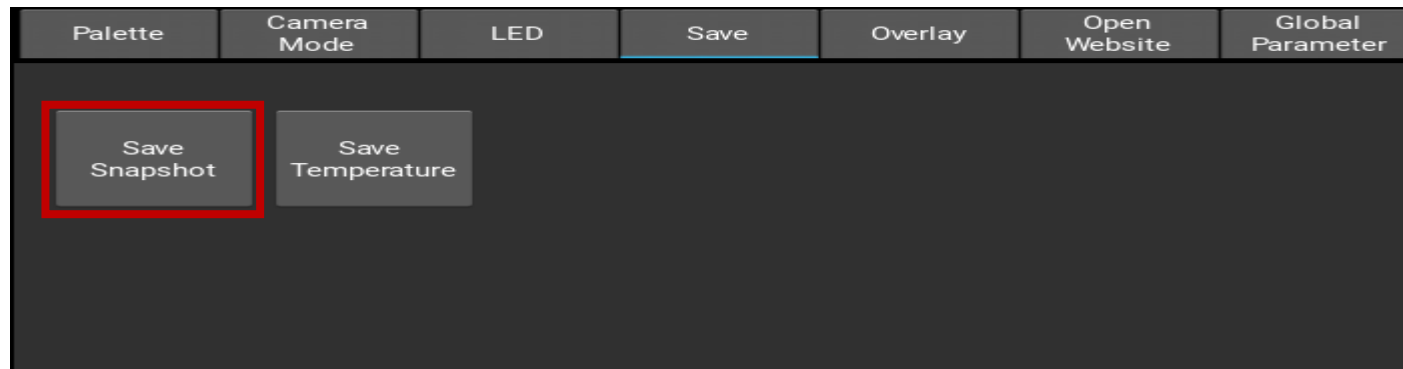 Palette
Camera
Mode
LED
Save
Overlay
Open
Website
Global
Parameter
Save
Snapshot
Save
Temperature